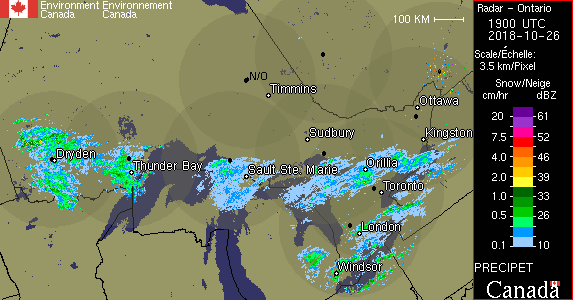 Environment Environnement
Canada Canada
100 KM
N/O
Timmins
Ottawa
Sudbury
Kingston
Dryden
Thunder Bay
Sault Ste. Marie
Orillia
Toronto
London
Windsor
Radar - Ontario
1900 UTC
2018-10-26
Scale/Échelle:
3.5 km/Pixel
Snow/Neige
cm/hr dBZ
20 61
7.5 52
4.0 46
2.0 39
1.0 33
0.5 26
0.1 10
PRECIPET
Canada